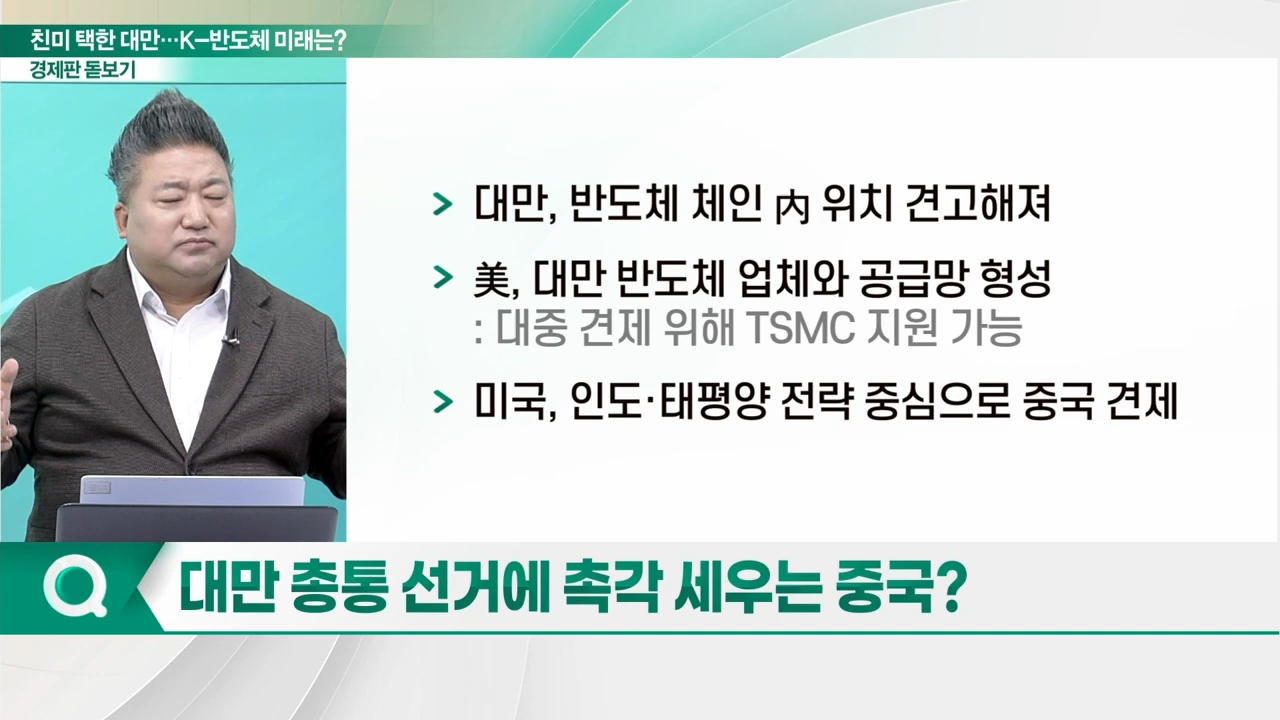 친미 택한 대만…K-반도체 미래는?
경제판 돋보기
> 대만, 반도체 체인 內 위치 견고해져
> 美, 대만 반도체 업체와 공급망 형성
: 대중 견제 위해 TSMC 지원 가능
> 미국, 인도·태평양 전략 중심으로 중국 견제
대만 총통 선거에 촉각 세우는 중국?